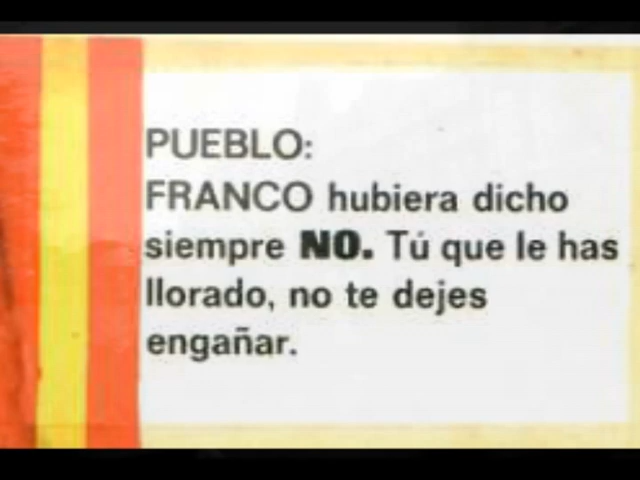 PUEBLO:
FRANCO hubiera dicho
siempre NO. Tú que le has
llorado, no te dejes
engañar.